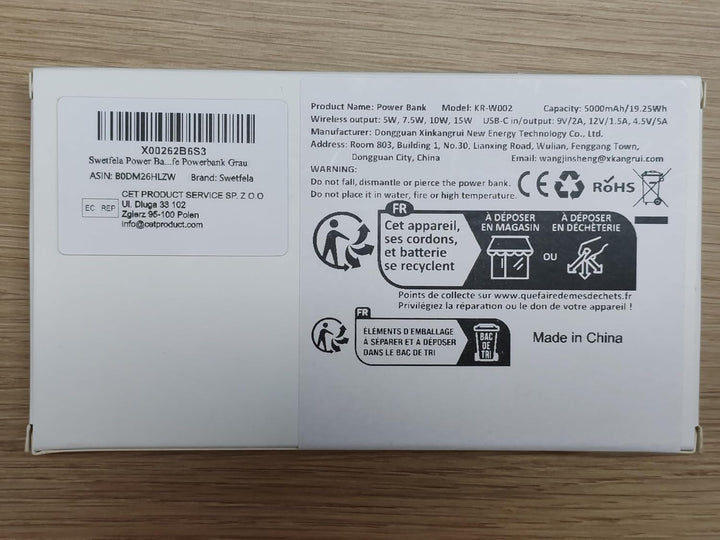 X00262B6S3
Swetfela Power Ba...fe Powerbank Grau
ASIN: B0DM26HLZW Brand: Swetfela
EC REP
CET PRODUCT SERVICE SP. Z O.O
Ul. Dluga 33 102
Zgierz 95-100 Polen
info@cetproduct.com
Product Name: Power Bank Model: KR-W002 Capacity: 5000mAh/19.25Wh
Wireless output: 5W, 7.5W, 10W, 15W USB-C in/output: 9V/2A, 12V/1.5A, 4.5V/5A
Manufacturer: Dongguan Xinkangrui New Energy Technology Co., Ltd.
Address: Room 803, Building 1, No.30, Lianxing Road, Wulian, Fenggang Town,
Dongguan City, China Email: wangjinsheng@xkangrui.com
WARNING:
Do not fall, dismantle or pierce the power bank.
Do not place it in water, fire or high temperature.
CE RoHS
FR
Cet appareil,
ses cordons,
et batterie
se recyclent
À DÉPOSER
EN MAGASIN
OU
À DÉPOSER
EN DÉCHÈTERIE
Points de collecte sur www.quefairedemesdechets.fr
Privilégiez la réparation ou le don de votre appareil !
FR
ÉLÉMENTS D'EMBALLAGE
À SÉPARER ET À DÉPOSER
DANS LE BAC DE TRI
BAC
DE
TRI
Made in China